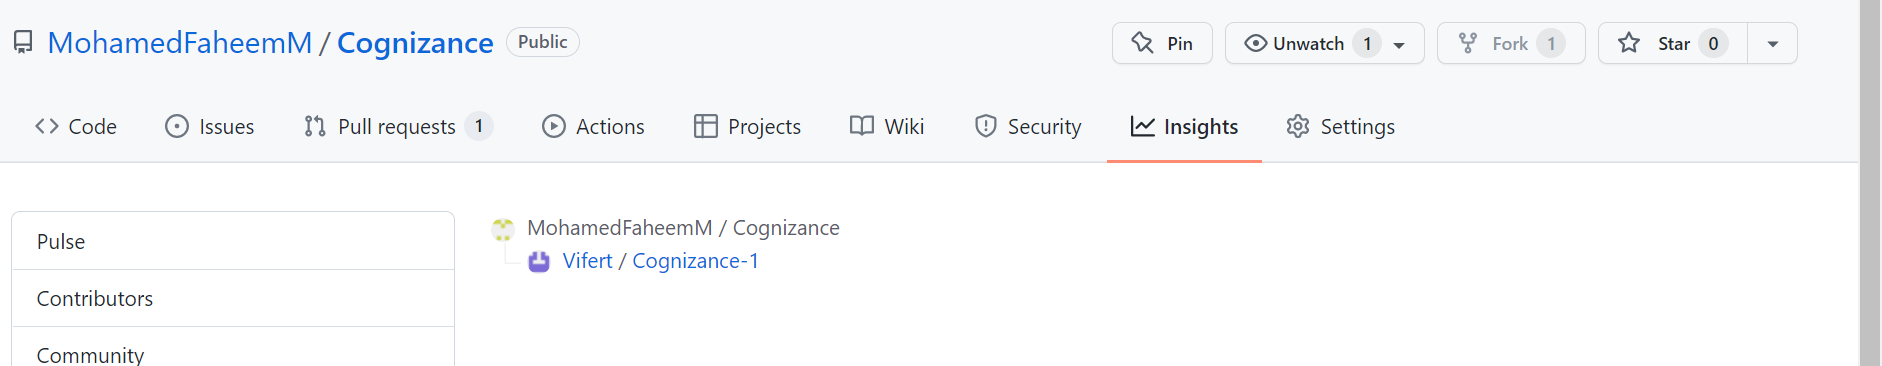 MohamedFaheemM / Cognizance Public Pin Unwatch 1 Fork 1 Star 0
Code Issues Pull requests 1 Actions Projects Wiki Security Insights Settings
Pulse
Contributors
Community
MohamedFaheemM / Cognizance
Vifert / Cognizance-1